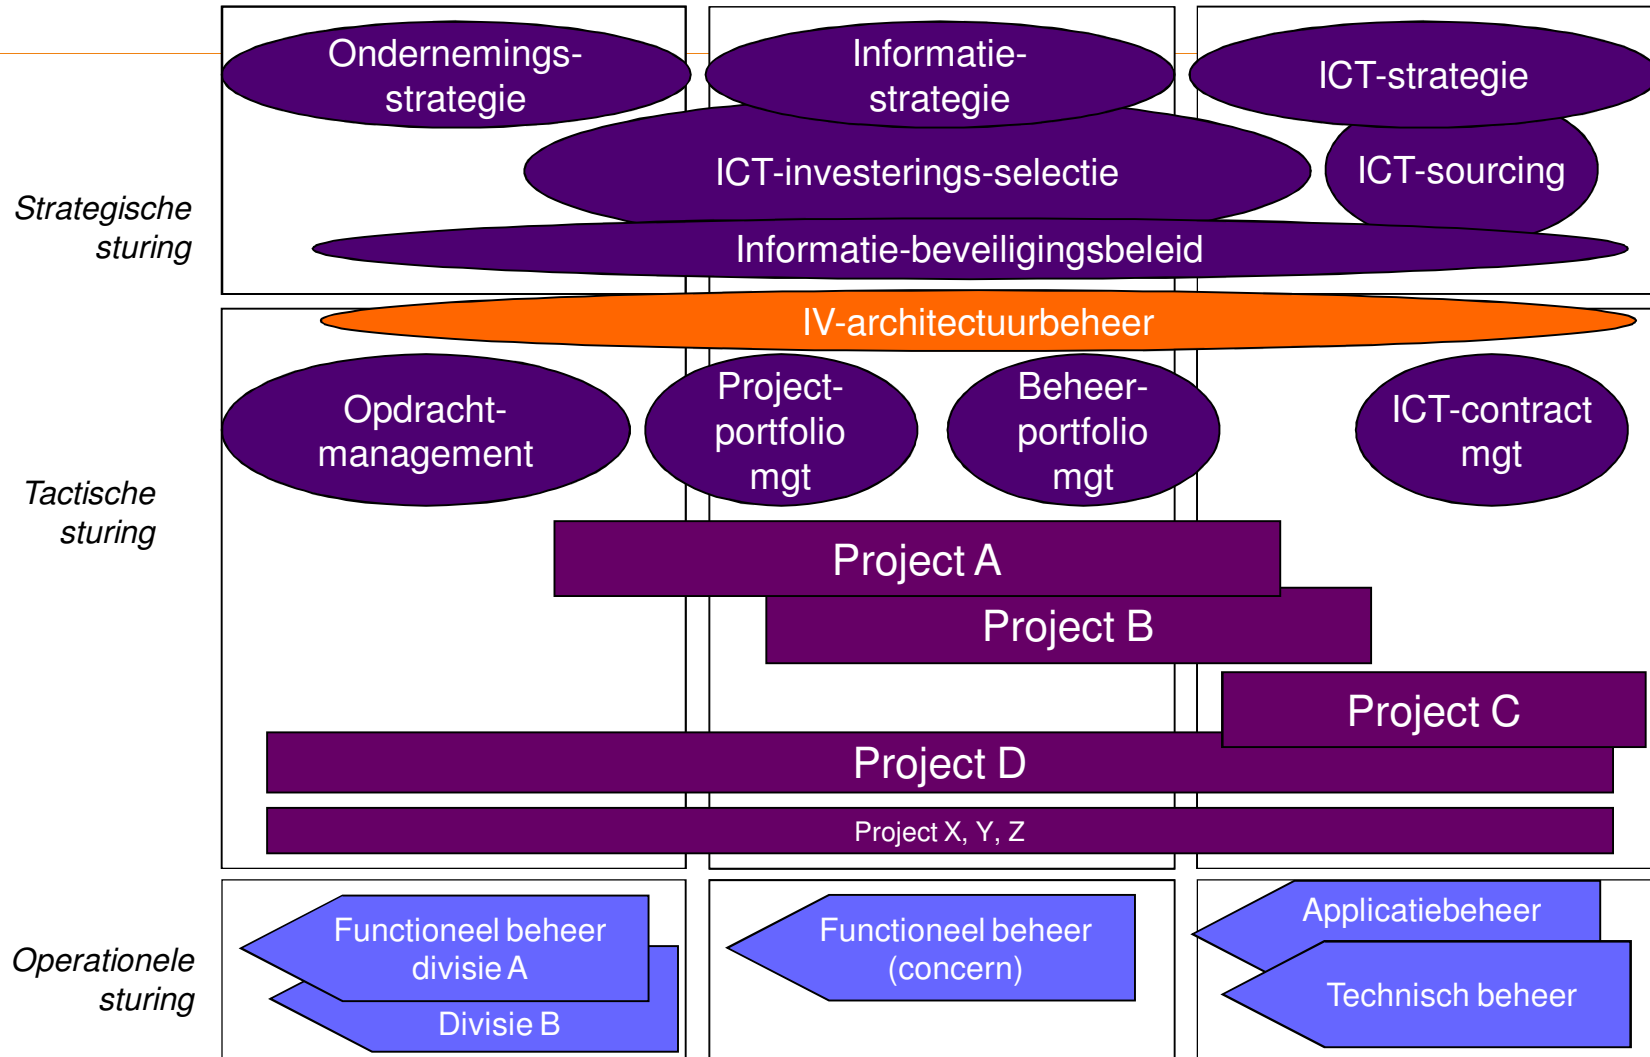 Ondernemings-
strategie
Informatie-
strategie
ICT-strategie
ICT-investerings-selectie
ICT-sourcing
Strategische
sturing
Informatie-beveiligingsbeleid
IV-architectuurbeheer
Opdracht-
management
Project-
portfolio
mgt
Beheer-
portfolio
mgt
ICT-contract
mgt
Tactische
sturing
Project A
Project B
Project C
Project D
Project X, Y, Z
Operationele
sturing
Functioneel beheer
divisie A
Divisie B
Functioneel beheer
(concern)
Applicatiebeheer
Technisch beheer